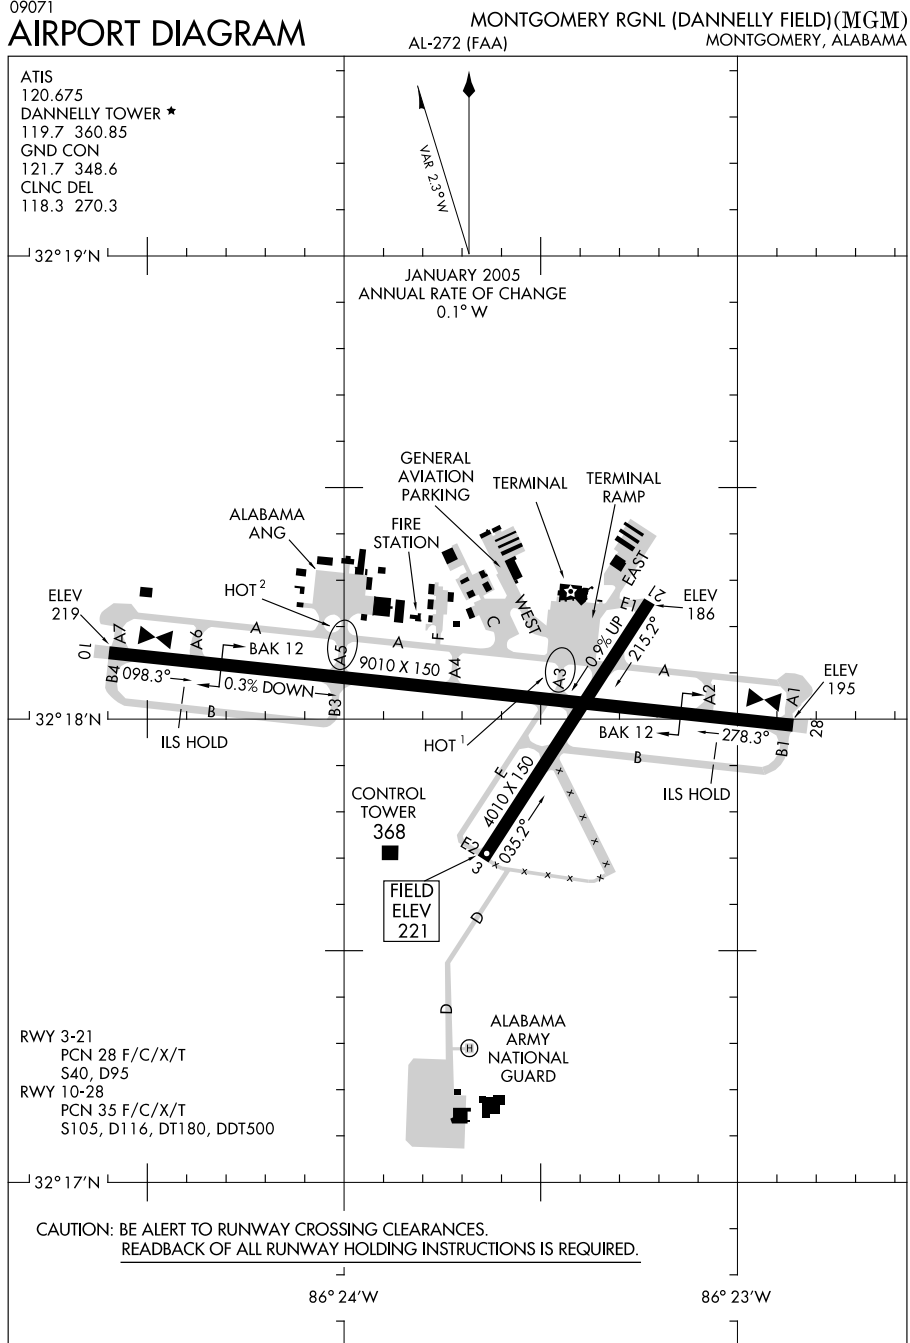 09071
AIRPORT DIAGRAM
AL-272 (FAA)
MONTGOMERY RGNL (DANNELLY FIELD)(MGM)
MONTGOMERY, ALABAMA
ATIS
120.675
DANNELLY TOWER ★
119.7 360.85
GND CON
121.7 348.6
CLNC DEL
118.3 270.3
VAR 2.3° W
32° 19'N
JANUARY 2005
ANNUAL RATE OF CHANGE
0.1° W
GENERAL
AVIATION
PARKING
TERMINAL
TERMINAL
RAMP
ALABAMA
ANG
FIRE
STATION
HOT 2
EAST
WEST
C
F
ELEV
219
ELEV
186
21
E1
A7
A6
A
A5
A
A4
A3
A
A2
A1
BAK 12
9010 X 150
0.9% UP
215.2°
ELEV
195
10
B4
098.3°
0.3% DOWN
B3
B
ILS HOLD
32° 18'N
HOT 1
BAK 12
278.3°
28
B1
B
ILS HOLD
E
4010 X 150
035.2°
x x x x x x x x x x
CONTROL
TOWER
368
E2
3
FIELD
ELEV
221
D
D
H
ALABAMA
ARMY
NATIONAL
GUARD
RWY 3-21
PCN 28 F/C/X/T
S40, D95
RWY 10-28
PCN 35 F/C/X/T
S105, D116, DT180, DDT500
32° 17'N
CAUTION: BE ALERT TO RUNWAY CROSSING CLEARANCES.
READBACK OF ALL RUNWAY HOLDING INSTRUCTIONS IS REQUIRED.
86° 24'W
86° 23'W